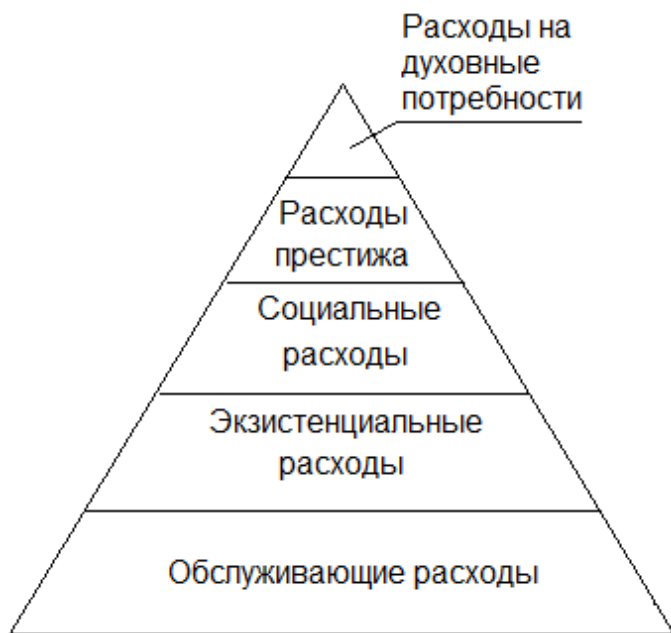 Расходы на
духовные
потребности
Расходы
престижа
Социальные
расходы
Экзистенциальные
расходы
Обслуживающие расходы